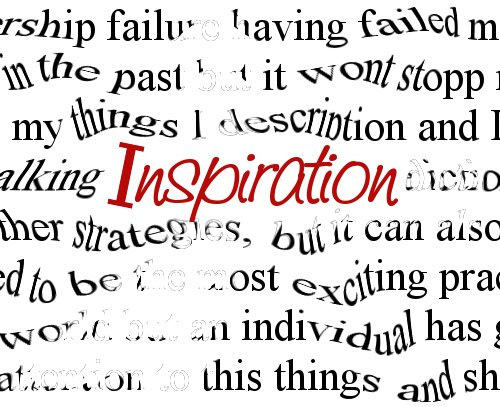 ership failure having failed m
in the past but it wont stopp r
my things I description and I
alking Inspiration dictio
ther strategies, but it can also
ed to be the most exciting prac
world but an individual has g
attention to this things and sh